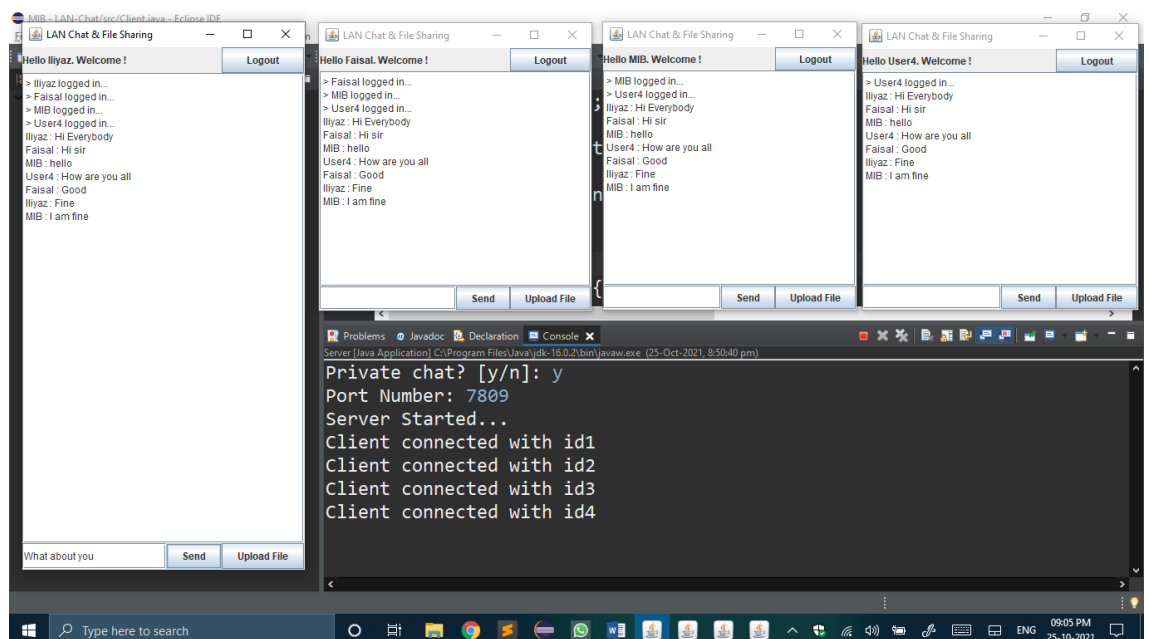 MIB - LAN-Chat/src/Client.java - Eclipse IDE
LAN Chat & File Sharing
Hello Iliyaz. Welcome !
Logout
> Iliyaz logged in...
> Faisal logged in...
> MIB logged in...
> User4 logged in...
Iliyaz : Hi Everybody
Faisal : Hi sir
MIB : hello
User4 : How are you all
Faisal : Good
Iliyaz : Fine
MIB : I am fine
What about you
Send
Upload File
LAN Chat & File Sharing
Hello Faisal. Welcome !
Logout
> Faisal logged in...
> MIB logged in...
> User4 logged in...
Iliyaz : Hi Everybody
Faisal : Hi sir
MIB : hello
User4 : How are you all
Faisal : Good
Iliyaz : Fine
MIB : I am fine
Send
Upload File
LAN Chat & File Sharing
Hello MIB. Welcome !
Logout
> MIB logged in...
> User4 logged in...
Iliyaz : Hi Everybody
Faisal : Hi sir
MIB : hello
User4 : How are you all
Faisal : Good
Iliyaz : Fine
MIB : I am fine
Send
Upload File
LAN Chat & File Sharing
Hello User4. Welcome !
Logout
> User4 logged in...
Iliyaz : Hi Everybody
Faisal : Hi sir
MIB : hello
User4 : How are you all
Faisal : Good
Iliyaz : Fine
MIB : I am fine
Send
Upload File
Problems Javadoc Declaration Console
Server [Java Application] C:\Program Files\Java\jdk-16.0.2\bin\javaw.exe (25-Oct-2021, 8:50:40 pm)
Private chat? [y/n]: y
Port Number: 7809
Server Started...
Client connected with id1
Client connected with id2
Client connected with id3
Client connected with id4
Type here to search
ENG
09:05 PM
25-10-2021